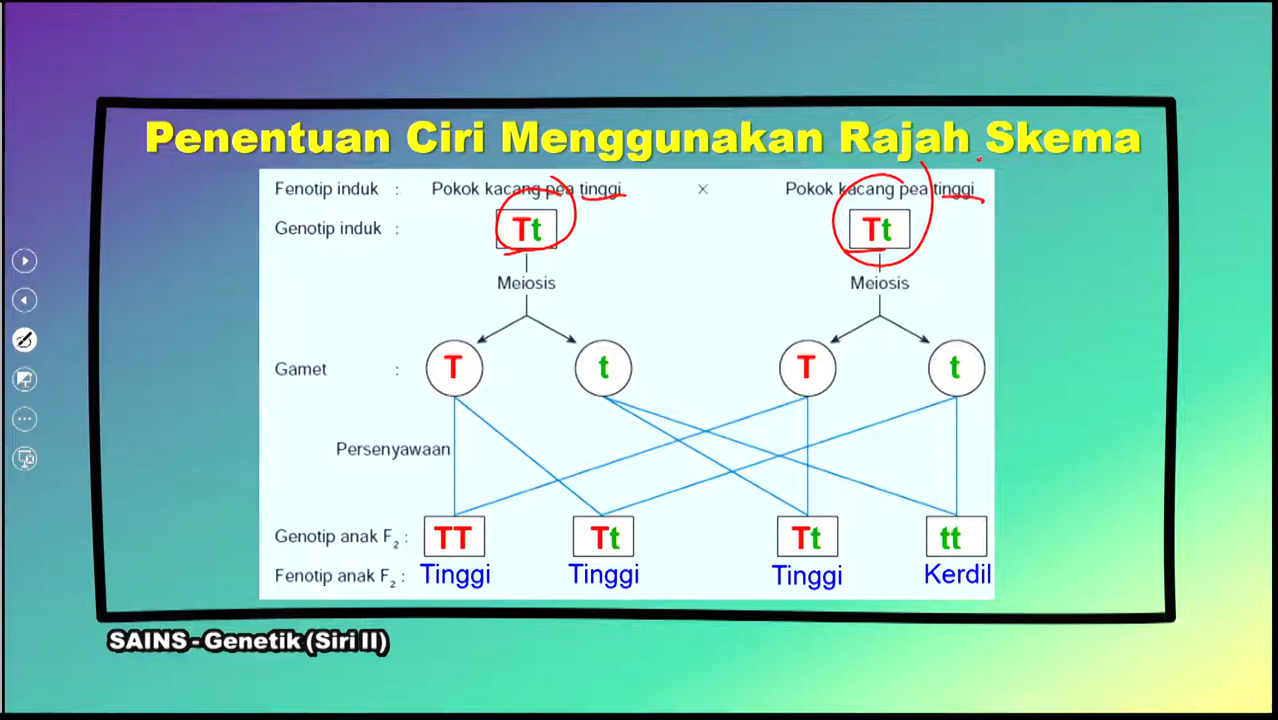 Penentuan Ciri Menggunakan Rajah Skema
Fenotip induk : Pokok kacang pea tinggi × Pokok kacang pea tinggi
Genotip induk : Tt Tt
Meiosis Meiosis
Gamet : T t T t
Persenyawaan
Genotip anak F2 : TT Tt Tt tt
Fenotip anak F2 : Tinggi Tinggi Tinggi Kerdil
SAINS - Genetik (Siri II)